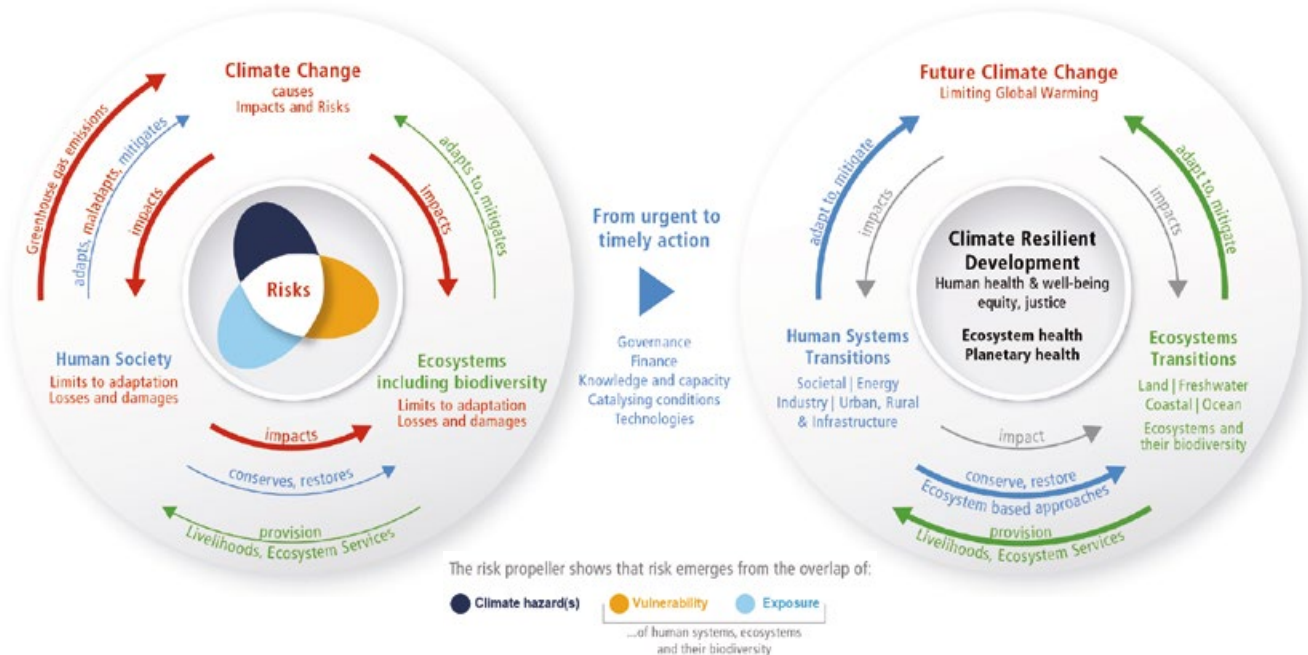 Climate Change
causes
Impacts and Risks
Greenhouse gas emissions
adapts, maladapts, mitigates
impacts
impacts
adapts to, mitigates
Risks
Human Society
Limits to adaptation
Losses and damages
Ecosystems
including biodiversity
Limits to adaptation
Losses and damages
impacts
conserves, restores
provision
Livelihoods, Ecosystem Services
From urgent to
timely action
Governance
Finance
Knowledge and capacity
Catalysing conditions
Technologies
Future Climate Change
Limiting Global Warming
adapt to, mitigate
impacts
impacts
adapt to, mitigate
Climate Resilient
Development
Human health & well-being
equity, justice
Ecosystem health
Planetary health
Human Systems
Transitions
Societal | Energy
Industry | Urban, Rural
& Infrastructure
Ecosystems
Transitions
Land | Freshwater
Coastal | Ocean
Ecosystems and
their biodiversity
impact
conserve, restore
Ecosystem based approaches
provision
Livelihoods, Ecosystem Services
The risk propeller shows that risk emerges from the overlap of:
Climate hazard(s) Vulnerability Exposure
...of human systems, ecosystems
and their biodiversity